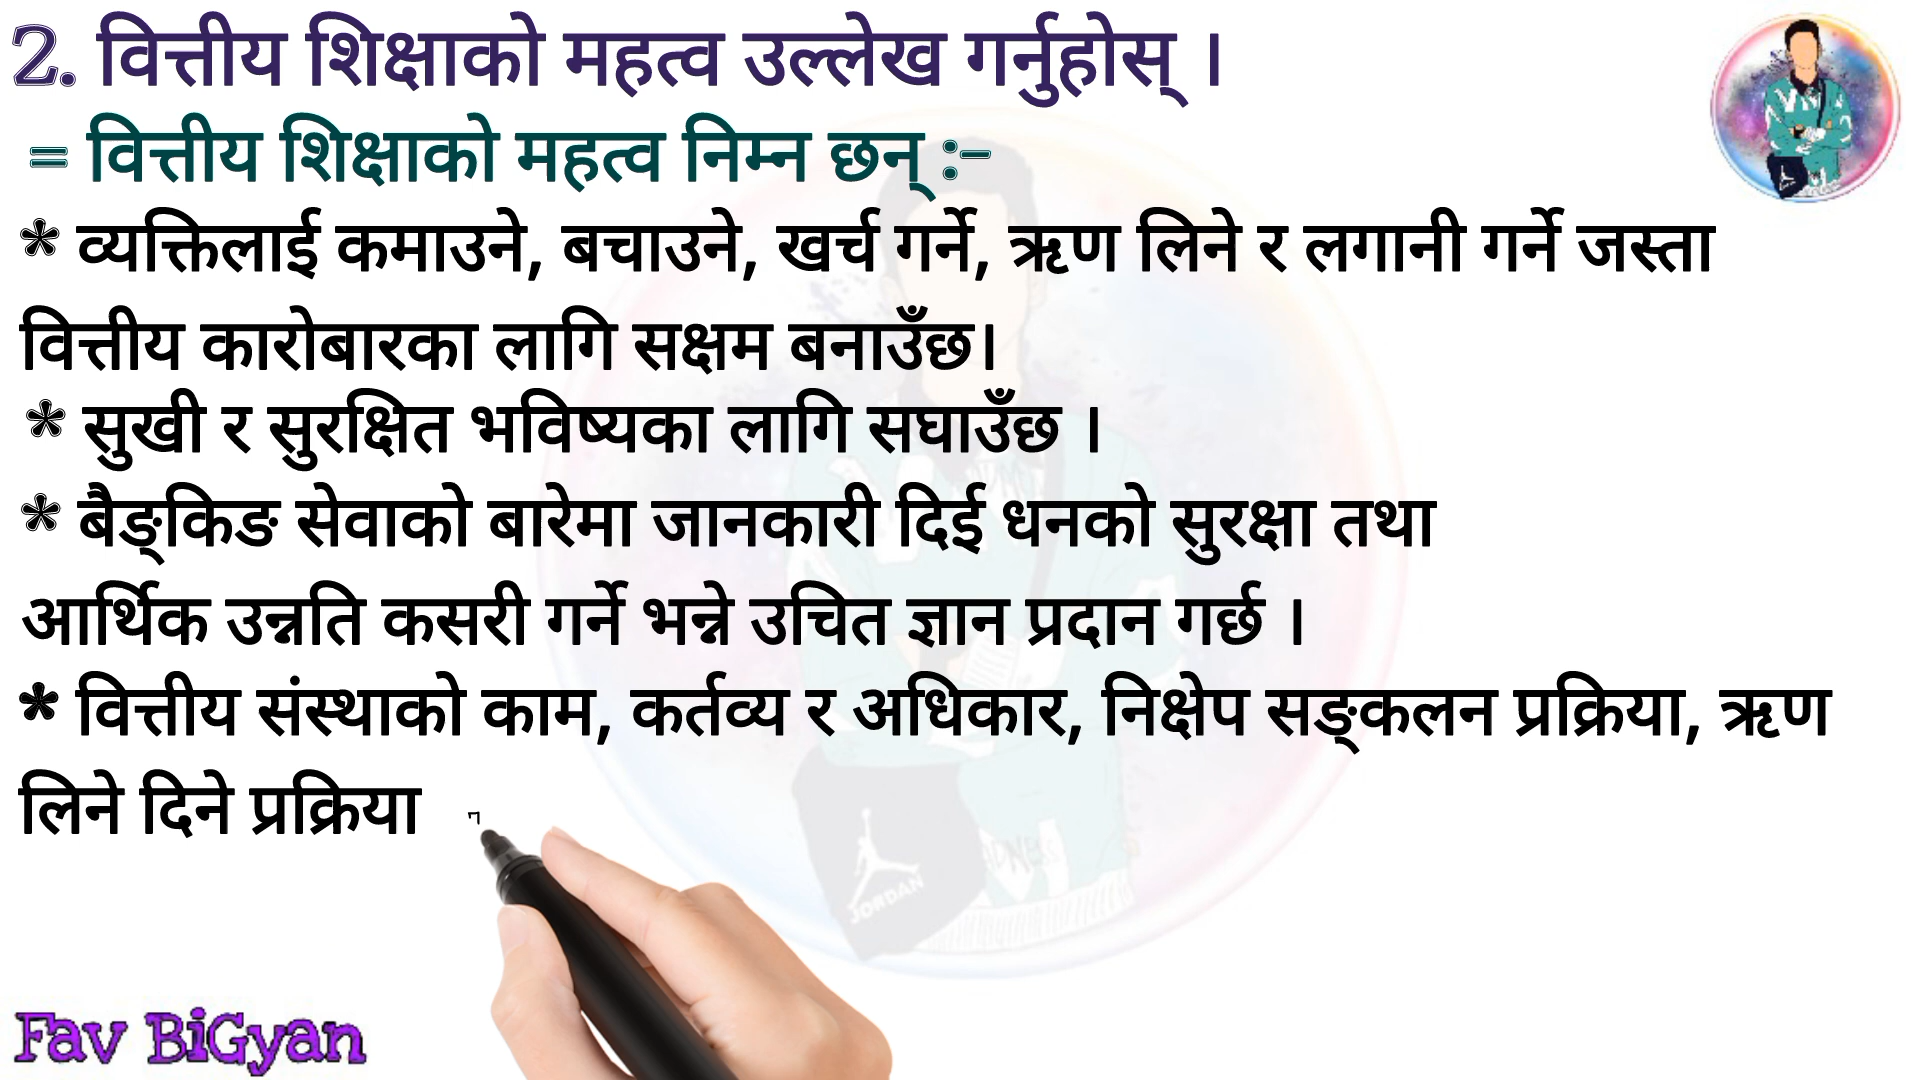 2. वित्तीय शिक्षाको महत्व उल्लेख गर्नुहोस् ।
= वित्तीय शिक्षाको महत्व निम्न छन् :-
* व्यक्तिलाई कमाउने, बचाउने, खर्च गर्ने, ऋण लिने र लगानी गर्ने जस्ता
वित्तीय कारोबारका लागि सक्षम बनाउँछ।
* सुखी र सुरक्षित भविष्यका लागि सघाउँछ ।
* बैङ्किङ सेवाको बारेमा जानकारी दिई धनको सुरक्षा तथा
आर्थिक उन्नति कसरी गर्ने भन्ने उचित ज्ञान प्रदान गर्छ ।
* वित्तीय संस्थाको काम, कर्तव्य र अधिकार, निक्षेप सङ्कलन प्रक्रिया, ऋण
लिने दिने प्रक्रिया
JORDAN
Fav BiGyan